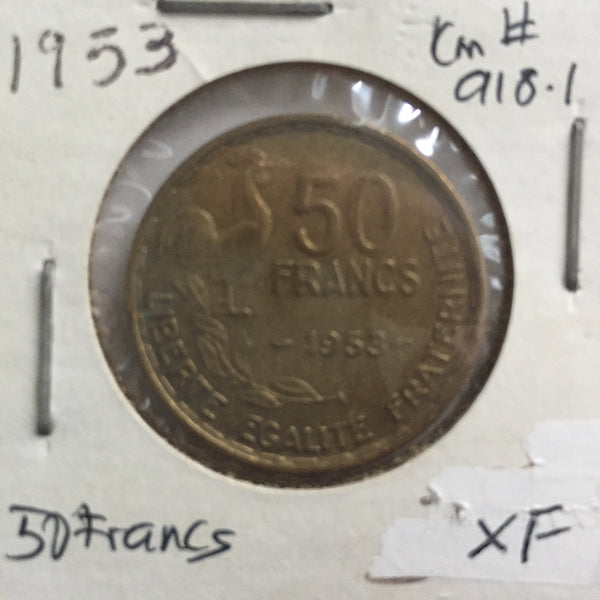 1953
Km #
918.1
50
FRANCS
1953
LIBERTE EGALITE FRATERNITE
50 Francs
XF